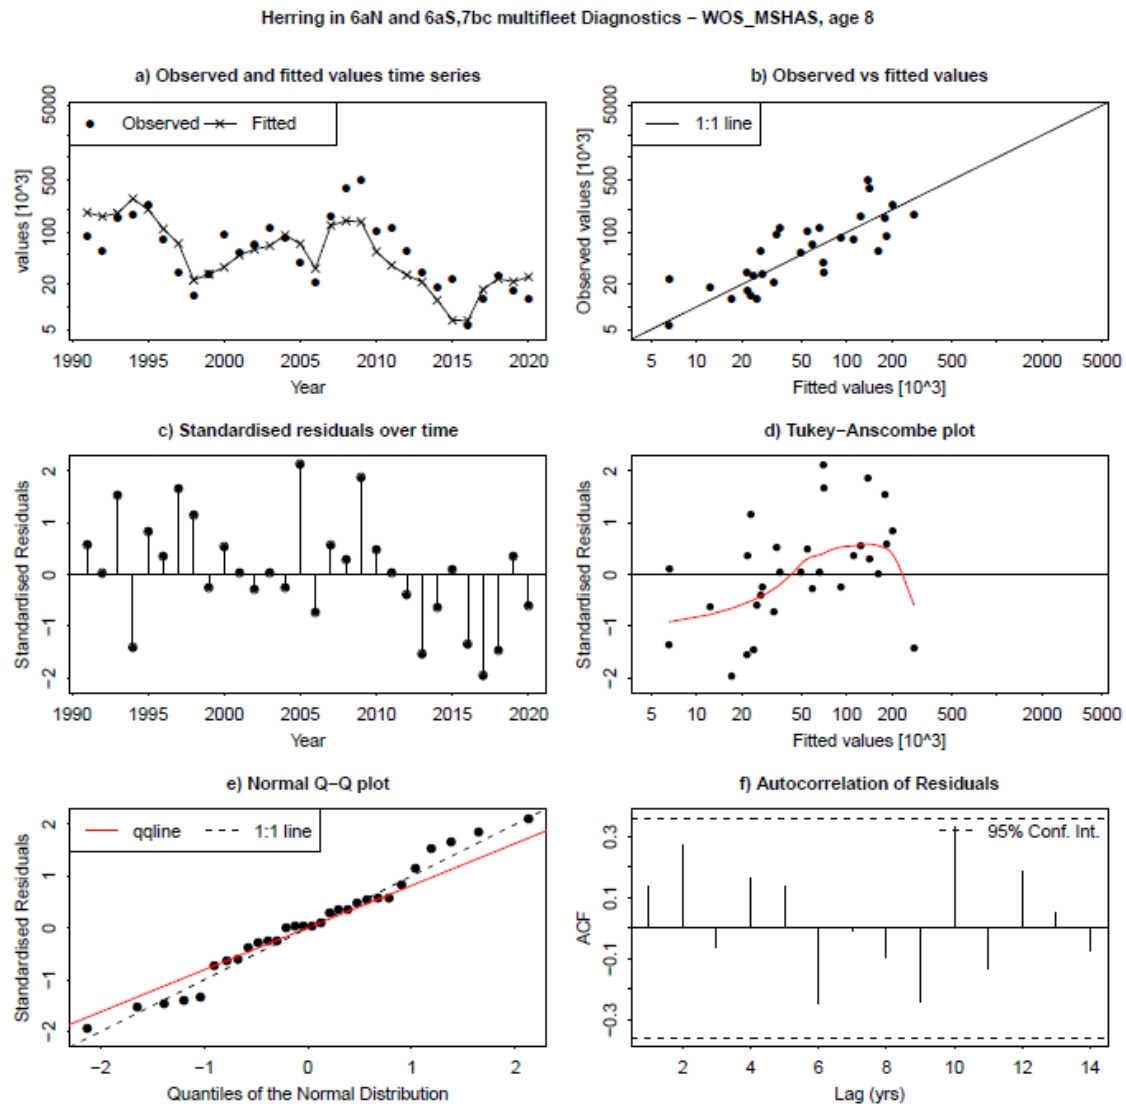 Herring in 6aN and 6aS,7bc multifleet Diagnostics − WOS_MSHAS, age 8
a) Observed and fitted values time series
values [10^3]
5000
500
100
20
5
Observed
Fitted
1990 1995 2000 2005 2010 2015 2020
Year
b) Observed vs fitted values
Observed values [10^3]
5000
500
100
20
5
1:1 line
5 10 20 50 100 200 500 2000 5000
Fitted values [10^3]
c) Standardised residuals over time
Standardised Residuals
2
1
0
−1
−2
1990 1995 2000 2005 2010 2015 2020
Year
d) Tukey−Anscombe plot
Standardised Residuals
2
1
0
−1
−2
5 10 20 50 100 200 500 2000 5000
Fitted values [10^3]
e) Normal Q−Q plot
Standardised Residuals
2
1
0
−1
−2
qqline
1:1 line
−2 −1 0 1 2
Quantiles of the Normal Distribution
f) Autocorrelation of Residuals
ACF
0.3
0.1
−0.1
−0.3
95% Conf. Int.
2 4 6 8 10 12 14
Lag (yrs)